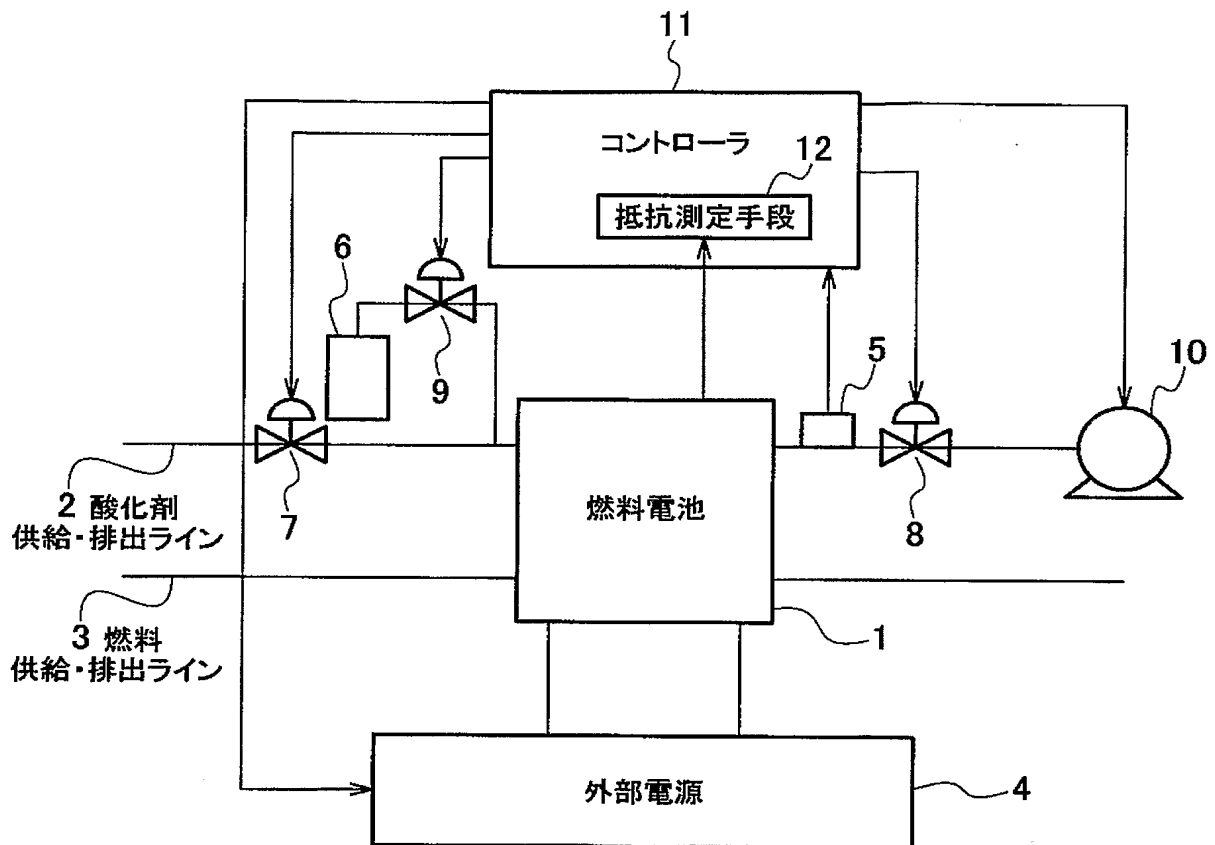 11
コントローラ
12
抵抗測定手段
6
9
5
10
2 酸化剤
供給・排出ライン
7
燃料電池
8
3 燃料
供給・排出ライン
1
外部電源
4